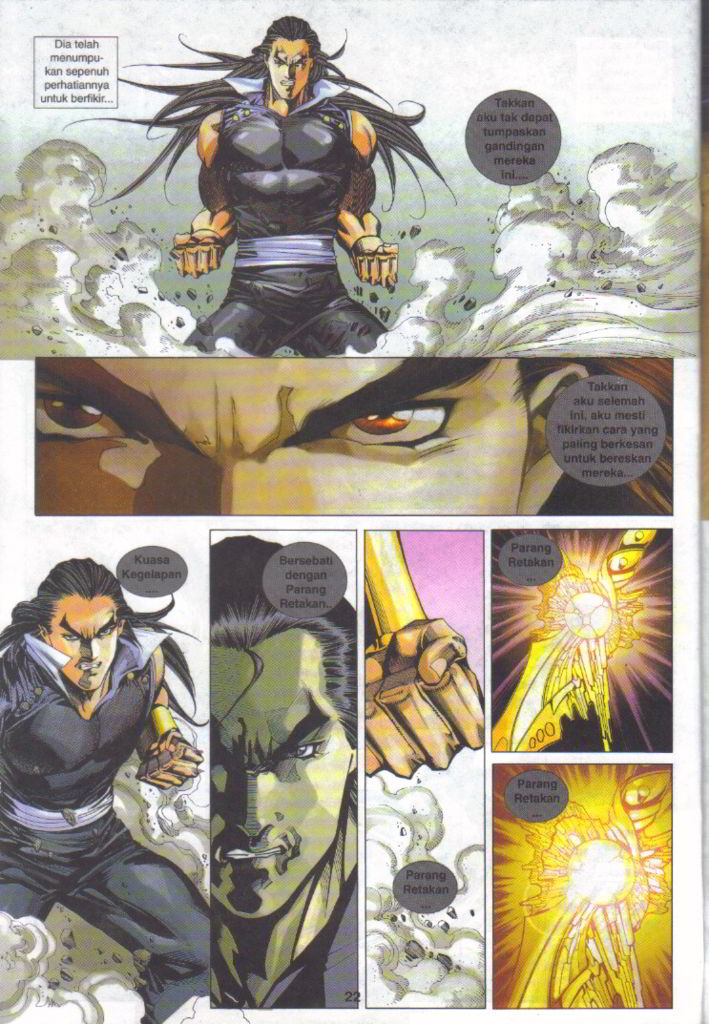 Dia telah
menumpu-
kan sepenuh
perhatiannya
untuk berfikir...
Takkan
aku tak dapat
tumpaskan
gandingan
mereka
ini....
Takkan
aku selemah
ini, aku mesti
fikirkan cara yang
paling berkesan
untuk bereskan
mereka...
Kuasa
Kegelapan
....
Bersebati
dengan
Parang
Retakan..
Parang
Retakan
...
Parang
Retakan
...
Parang
Retakan
...
22